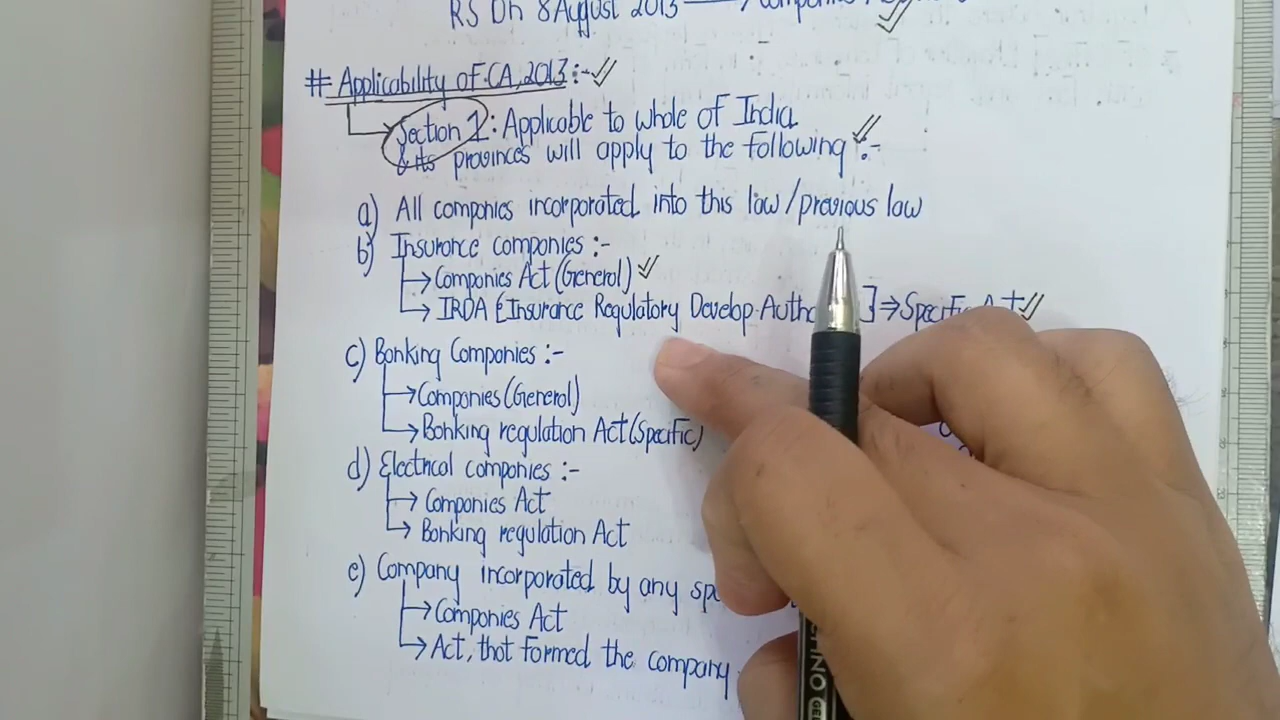 RS On 8 August 2013
# Applicability of CA, 2013:-
Section 1: Applicable to whole of India
& its provinces will apply to the following :-
a) All companies incorporated into this law/previous law
b) Insurance companies :-
Companies Act (General)
IRDA [Insurance Regulatory Develop. ] ⇒ Act
c) Banking Companies :-
Companies (General)
Banking regulation Act (Specific)
d) Electrical companies :-
Companies Act
Banking regulation Act
e) Company incorporated by any
Companies Act
Act, that formed the company